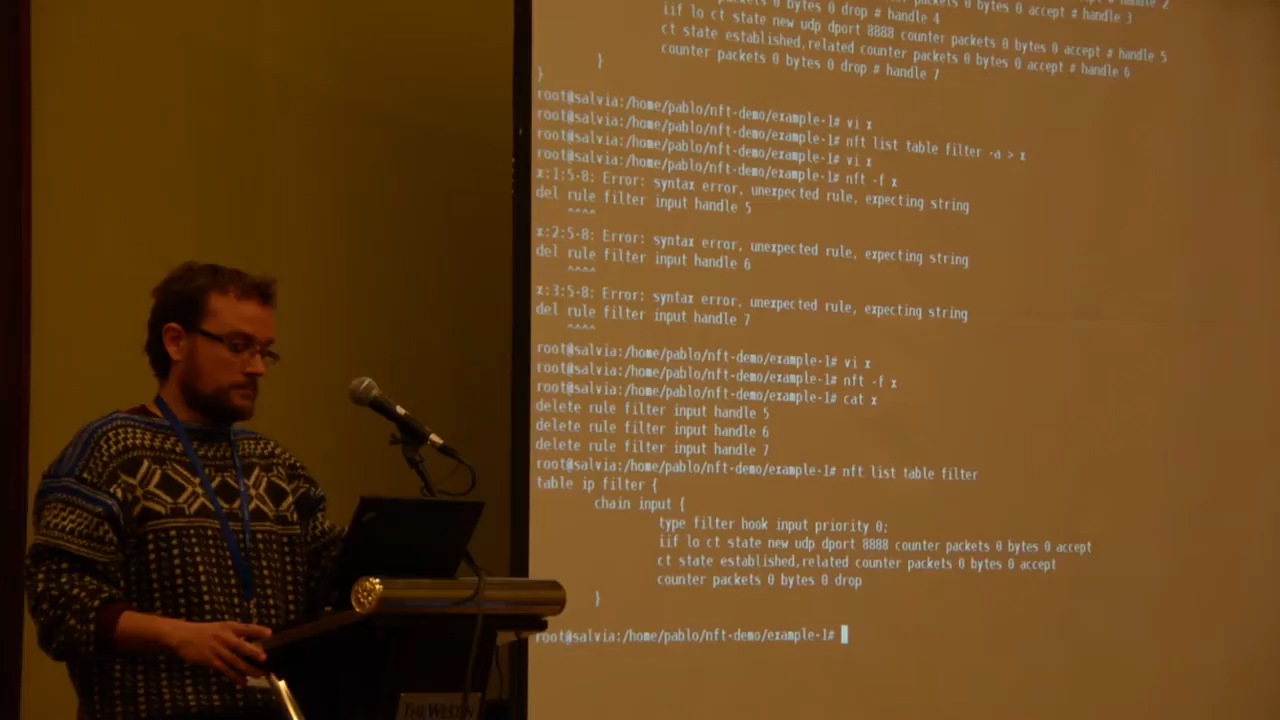 packets 0 bytes 0 drop # handle 4
packets 0 bytes 0 accept # handle 3
iif lo ct state new udp dport 8888 counter packets 0 bytes 0 accept # handle 5
ct state established,related counter packets 0 bytes 0 accept # handle 6
counter packets 0 bytes 0 drop # handle 7
}
}
root@salvia:/home/pablo/nft-demo/example-1# vi x
root@salvia:/home/pablo/nft-demo/example-1# nft list table filter -a > x
root@salvia:/home/pablo/nft-demo/example-1# vi x
root@salvia:/home/pablo/nft-demo/example-1# nft -f x
x:1:5-8: Error: syntax error, unexpected rule, expecting string
del rule filter input handle 5
^^^^
x:2:5-8: Error: syntax error, unexpected rule, expecting string
del rule filter input handle 6
^^^^
x:3:5-8: Error: syntax error, unexpected rule, expecting string
del rule filter input handle 7
^^^^
root@salvia:/home/pablo/nft-demo/example-1# vi x
root@salvia:/home/pablo/nft-demo/example-1# nft -f x
root@salvia:/home/pablo/nft-demo/example-1# cat x
delete rule filter input handle 5
delete rule filter input handle 6
delete rule filter input handle 7
root@salvia:/home/pablo/nft-demo/example-1# nft list table filter
table ip filter {
chain input {
type filter hook input priority 0;
iif lo ct state new udp dport 8888 counter packets 0 bytes 0 accept
ct state established,related counter packets 0 bytes 0 accept
counter packets 0 bytes 0 drop
}
root@salvia:/home/pablo/nft-demo/example-1#
THE WESTIN